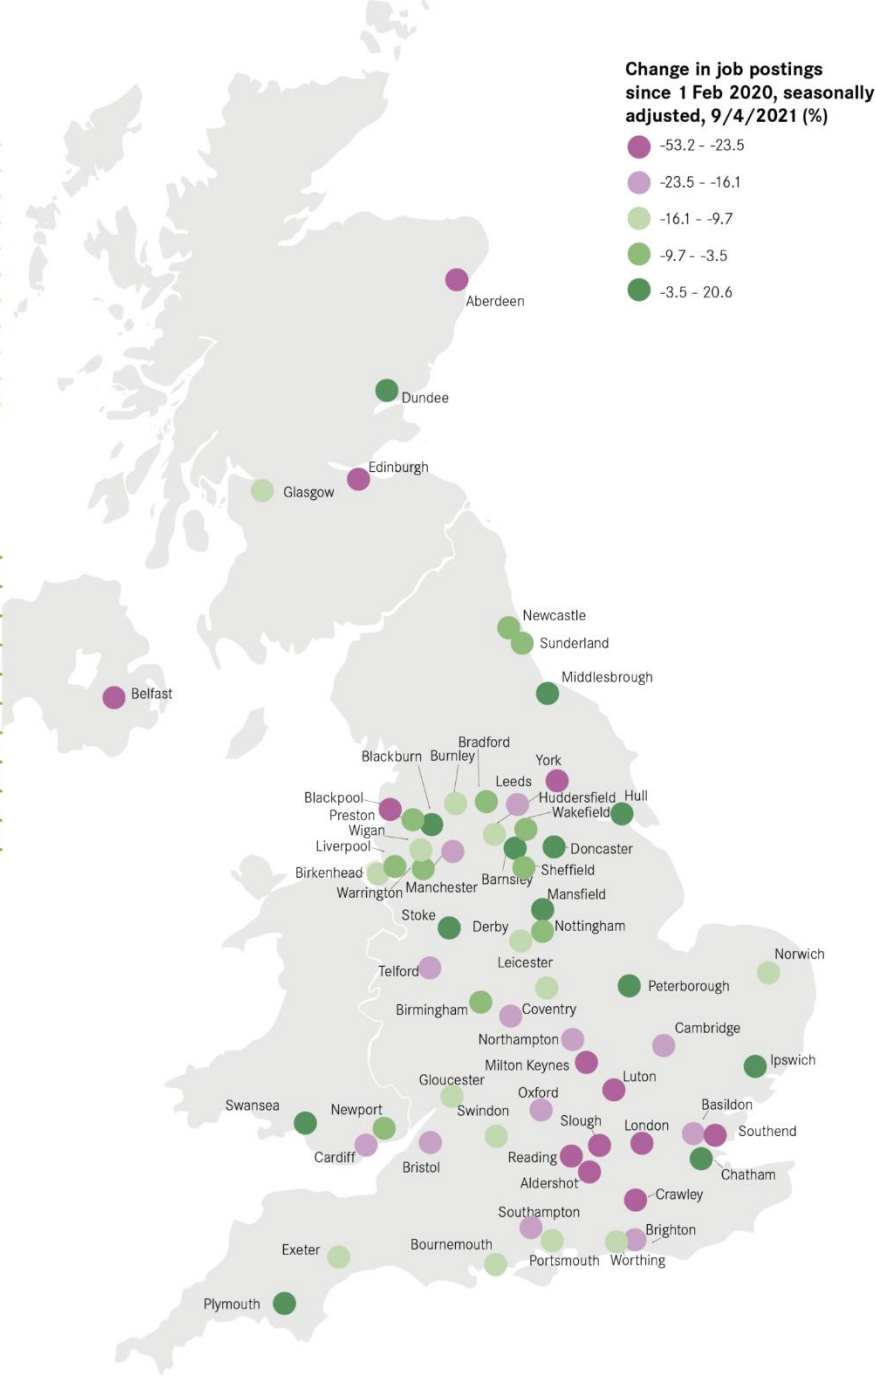 Change in job postings
since 1 Feb 2020, seasonally
adjusted, 9/4/2021 (%)
-53.2 - -23.5
-23.5 - -16.1
-16.1 - -9.7
-9.7 - -3.5
-3.5 - 20.6
Aberdeen
Dundee
Edinburgh
Glasgow
Newcastle
Sunderland
Middlesbrough
Belfast
Bradford
Blackburn
Burnley
York
Leeds
Blackpool
Huddersfield
Hull
Preston
Wakefield
Wigan
Liverpool
Doncaster
Birkenhead
Sheffield
Barnsley
Manchester
Warrington
Mansfield
Stoke
Derby
Nottingham
Norwich
Leicester
Telford
Peterborough
Birmingham
Coventry
Cambridge
Northampton
Ipswich
Milton Keynes
Luton
Gloucester
Oxford
Swansea
Newport
Swindon
Basildon
Slough
London
Southend
Cardiff
Reading
Bristol
Chatham
Aldershot
Crawley
Southampton
Brighton
Exeter
Bournemouth
Portsmouth
Worthing
Plymouth